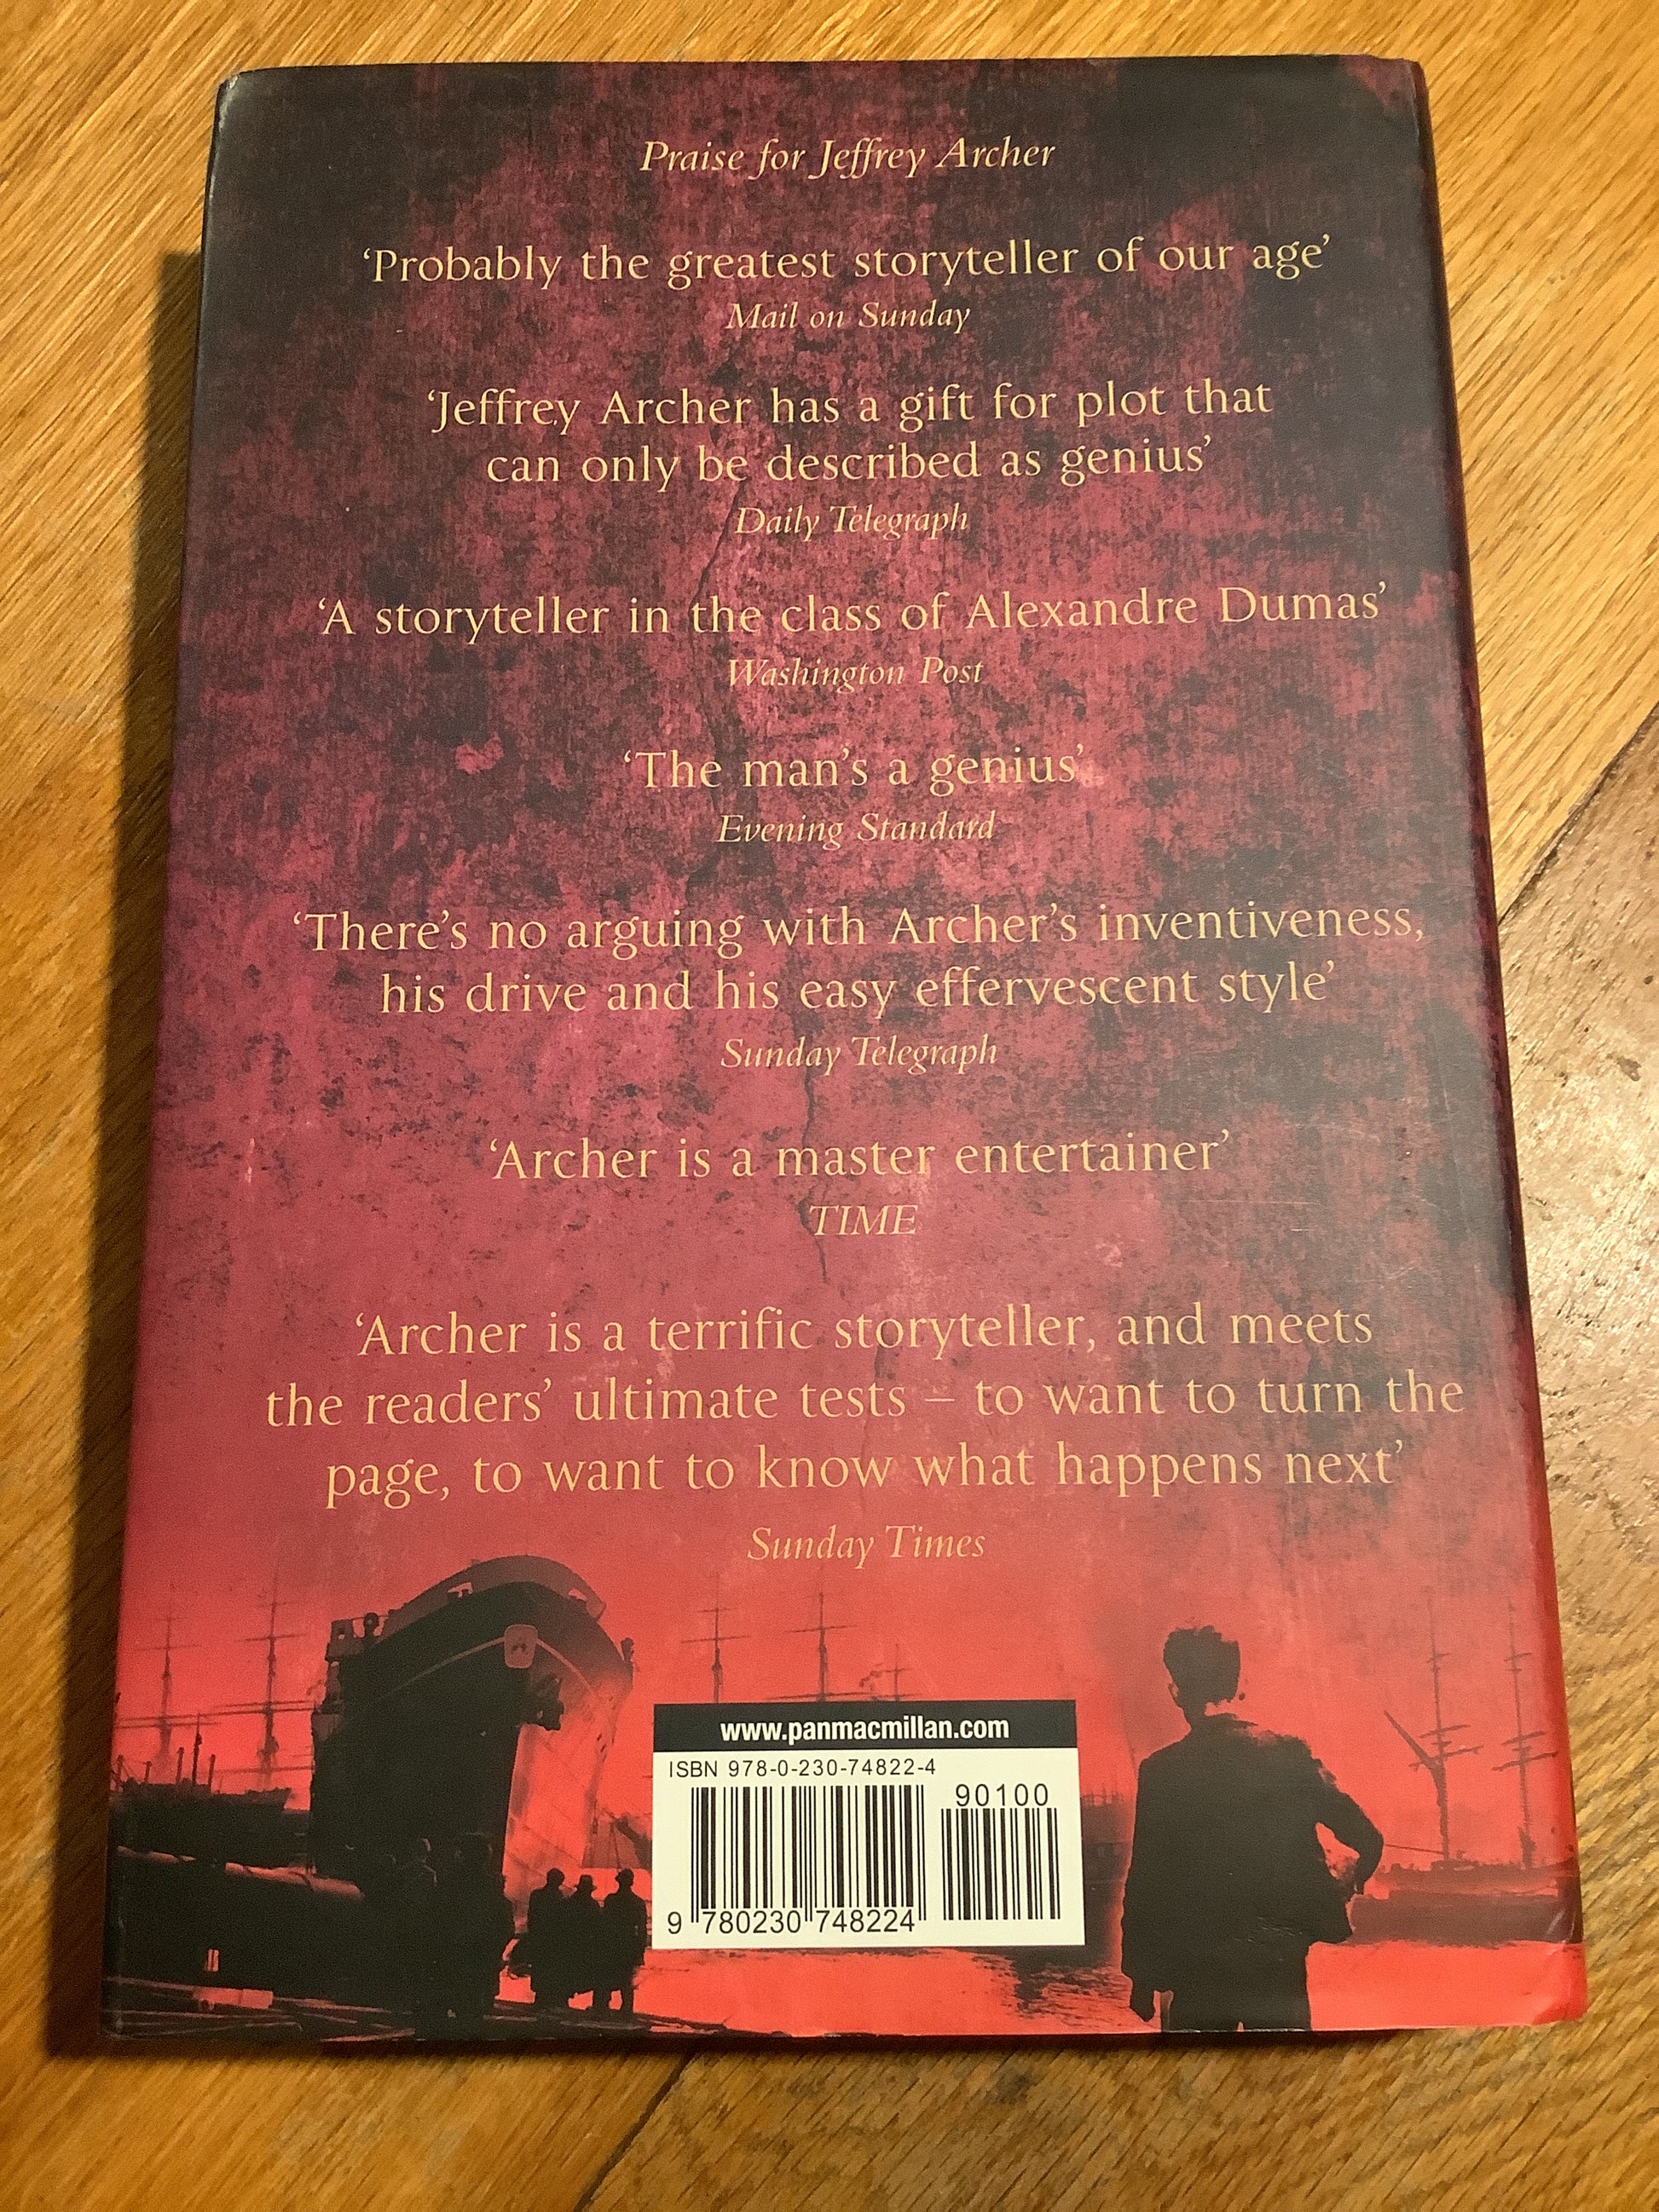 Praise for Jeffrey Archer
‘Probably the greatest storyteller of our age’
Mail on Sunday
‘Jeffrey Archer has a gift for plot that
can only be described as genius’
Daily Telegraph
‘A storyteller in the class of Alexandre Dumas’
Washington Post
‘The man’s a genius’
Evening Standard
‘There’s no arguing with Archer’s inventiveness,
his drive and his easy effervescent style’
Sunday Telegraph
‘Archer is a master entertainer’
TIME
‘Archer is a terrific storyteller, and meets
the readers’ ultimate tests – to want to turn the
page, to want to know what happens next’
Sunday Times
www.panmacmillan.com
ISBN 978-0-230-74822-4
90100
9 780230 748224